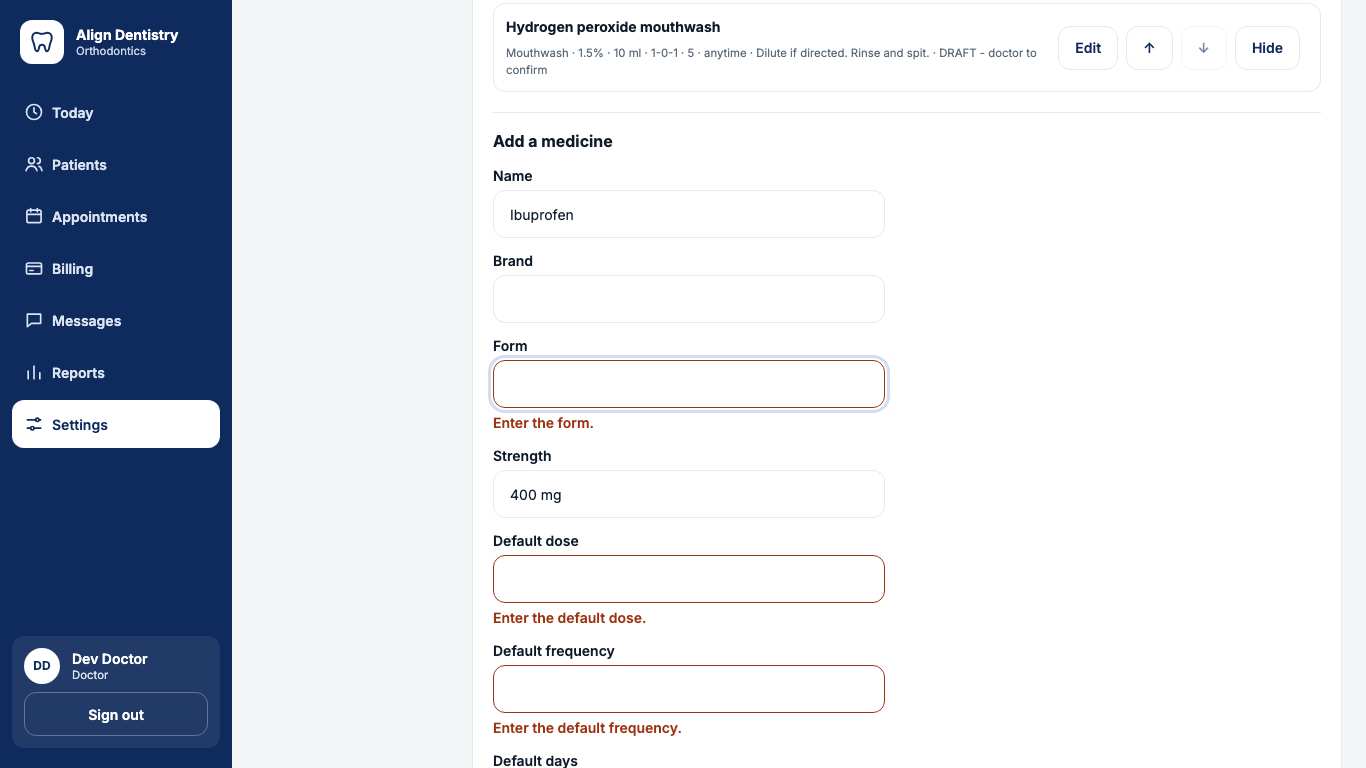 Align Dentistry
Orthodontics
Today
Patients
Appointments
Billing
Messages
Reports
Settings
DD
Dev Doctor
Doctor
Sign out
Hydrogen peroxide mouthwash
Mouthwash · 1.5% · 10 ml · 1-0-1 · 5 · anytime · Dilute if directed. Rinse and spit. · DRAFT - doctor to
confirm
Edit
↑
↓
Hide
Add a medicine
Name
Ibuprofen
Brand
Form
Enter the form.
Strength
400 mg
Default dose
Enter the default dose.
Default frequency
Enter the default frequency.
Default days